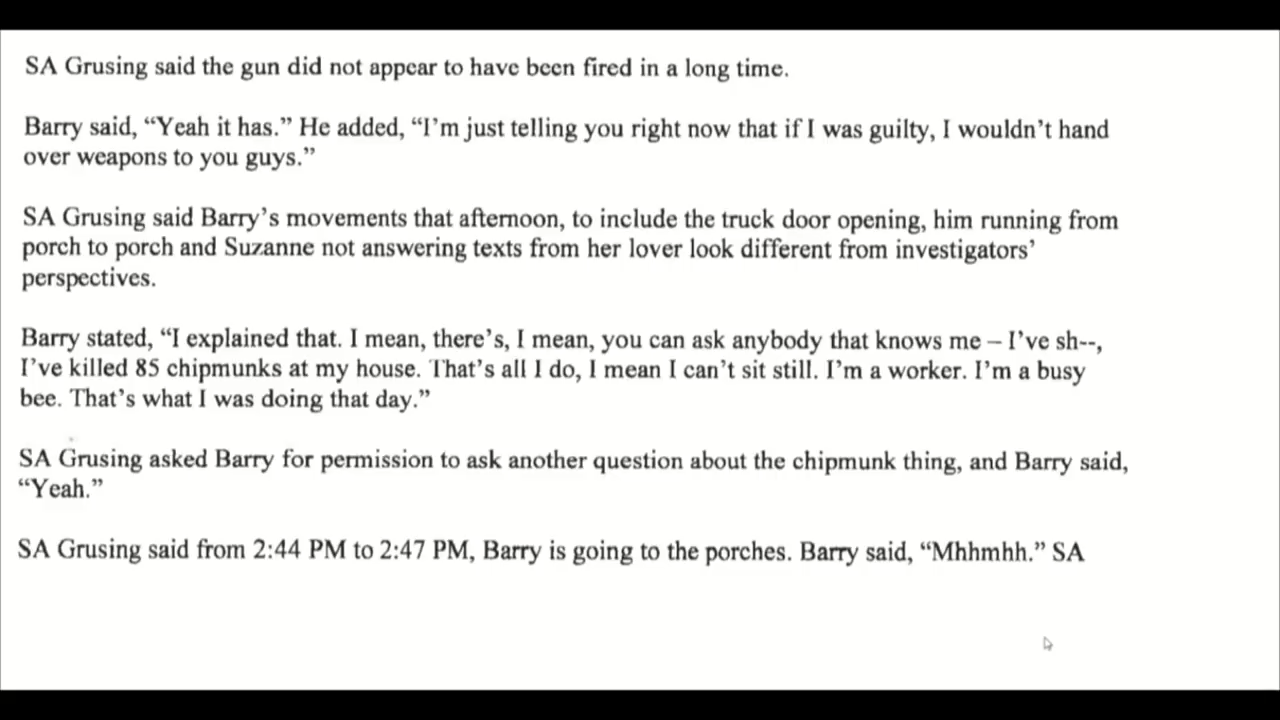 SA Grusing said the gun did not appear to have been fired in a long time.
Barry said, “Yeah it has.” He added, “I’m just telling you right now that if I was guilty, I wouldn’t hand
over weapons to you guys.”
SA Grusing said Barry’s movements that afternoon, to include the truck door opening, him running from
porch to porch and Suzanne not answering texts from her lover look different from investigators’
perspectives.
Barry stated, “I explained that. I mean, there’s, I mean, you can ask anybody that knows me – I’ve sh--,
I’ve killed 85 chipmunks at my house. That’s all I do, I mean I can’t sit still. I’m a worker. I’m a busy
bee. That’s what I was doing that day.”
SA Grusing asked Barry for permission to ask another question about the chipmunk thing, and Barry said,
“Yeah.”
SA Grusing said from 2:44 PM to 2:47 PM, Barry is going to the porches. Barry said, “Mhhmhh.” SA